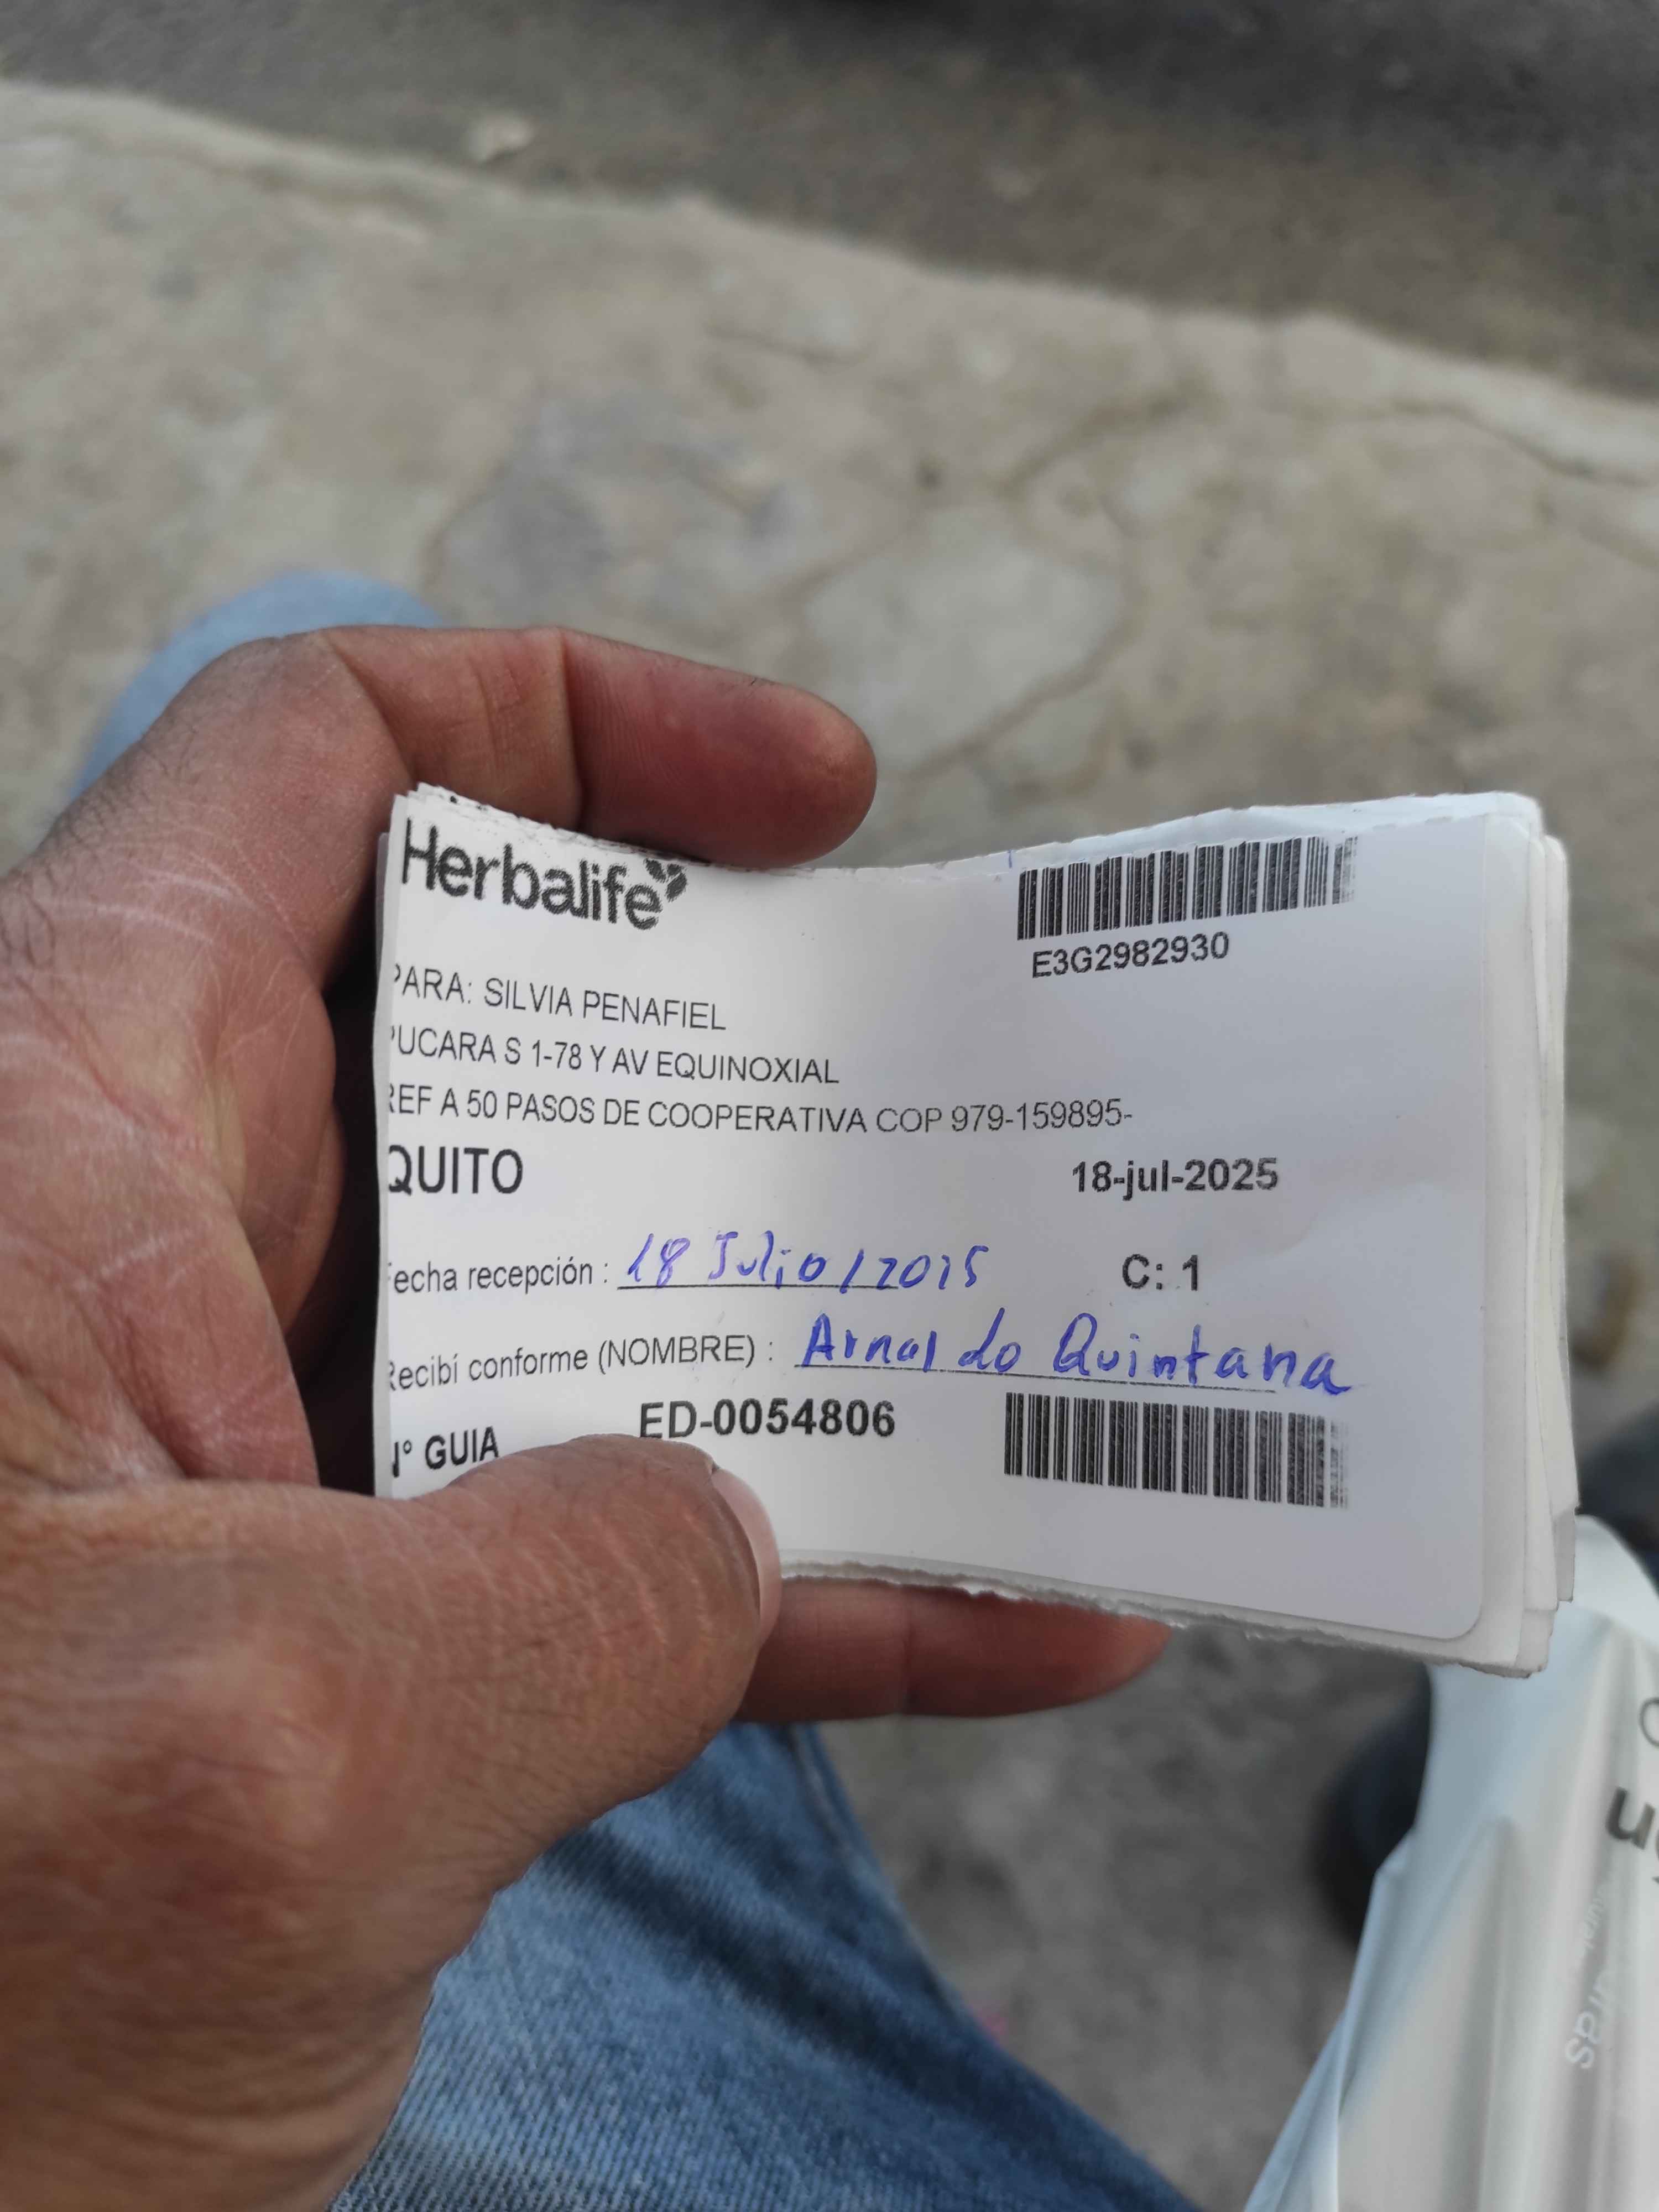 Herbalife
E3G2982930
PARA: SILVIA PENAFIEL
PUCARA S 1-78 Y AV EQUINOXIAL
REF A 50 PASOS DE COOPERATIVA COP 979-159895-
QUITO
18-jul-2025
Fecha recepción : 18 Julio/2025
C: 1
Recibí conforme (NOMBRE) : Arnaldo Quintana
N° GUIA
ED-0054806